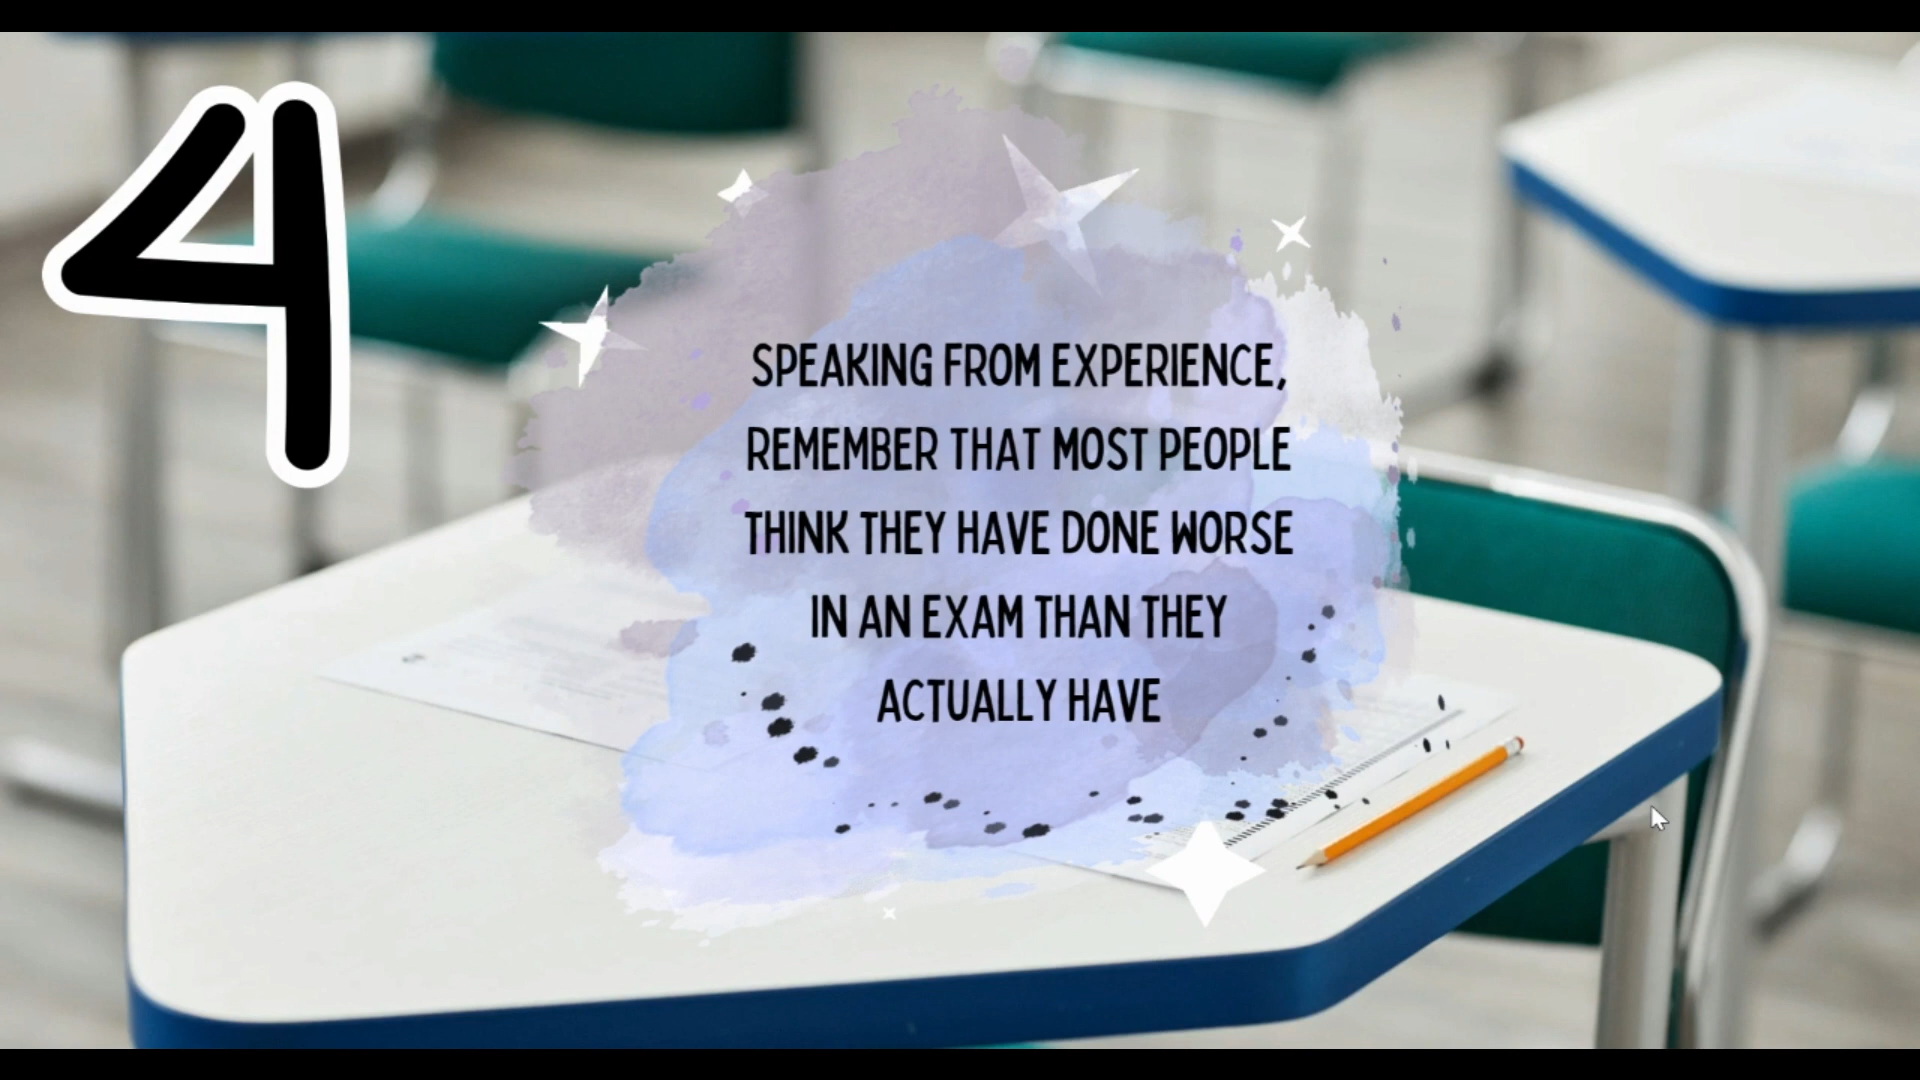 4
SPEAKING FROM EXPERIENCE,
REMEMBER THAT MOST PEOPLE
THINK THEY HAVE DONE WORSE
IN AN EXAM THAN THEY
ACTUALLY HAVE